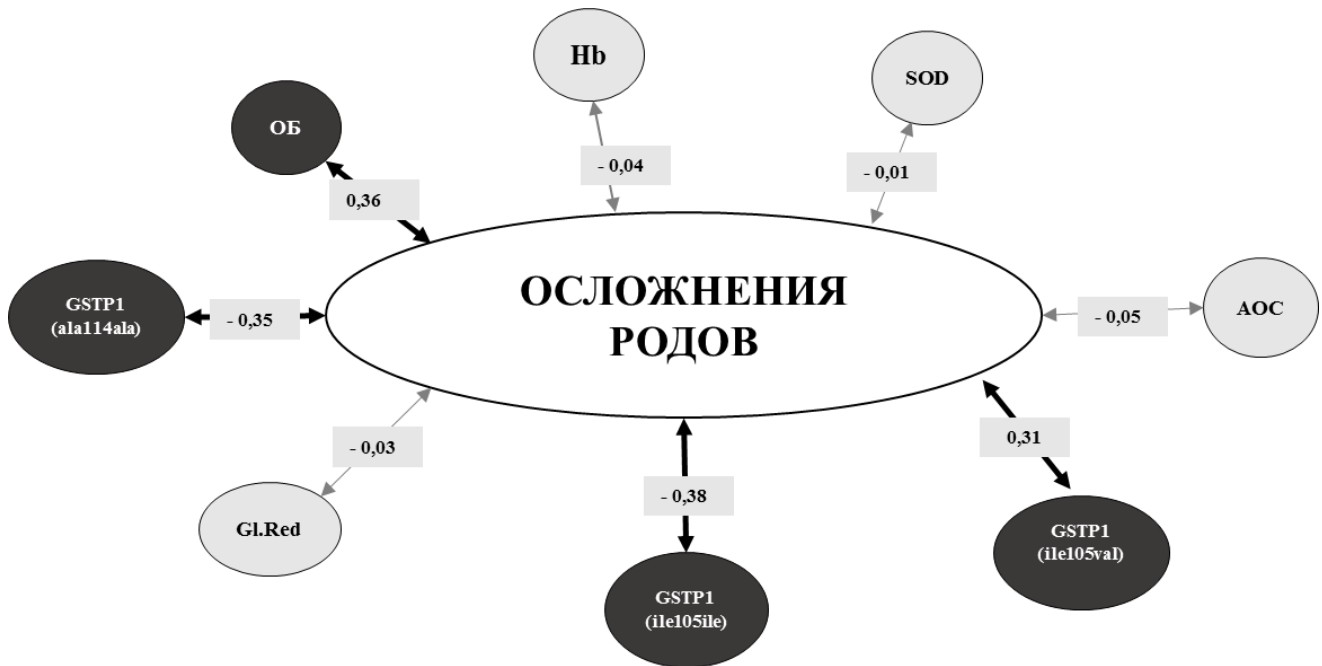 Hb
SOD
ОБ
- 0,04
- 0,01
0,36
ОСЛОЖНЕНИЯ
РОДОВ
GSTP1
(ala114ala)
- 0,35
- 0,05
АОС
- 0,03
0,31
- 0,38
Gl.Red
GSTP1
(ile105val)
GSTP1
(ile105ile)